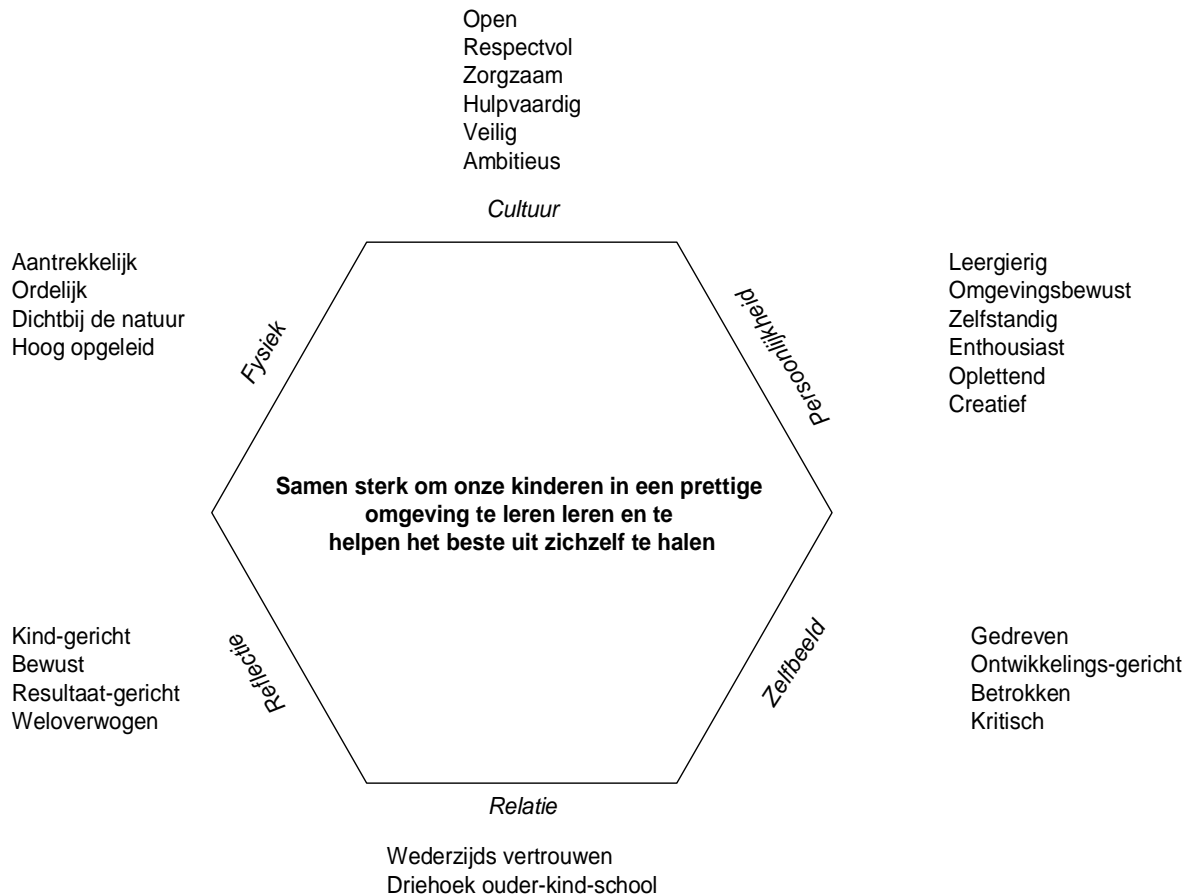 Open
Respectvol
Zorgzaam
Hulpvaardig
Veilig
Ambitieus
Cultuur
Aantrekkelijk
Ordelijk
Dichtbij de natuur
Hoog opgeleid
Fysiek
Persoonlijkheid
Leergierig
Omgevingsbewust
Zelfstandig
Enthousiast
Oplettend
Creatief
Samen sterk om onze kinderen in een prettige
omgeving te leren leren en te
helpen het beste uit zichzelf te halen
Kind-gericht
Bewust
Resultaat-gericht
Weloverwogen
Reflectie
Zelfbeeld
Gedreven
Ontwikkelings-gericht
Betrokken
Kritisch
Relatie
Wederzijds vertrouwen
Driehoek ouder-kind-school